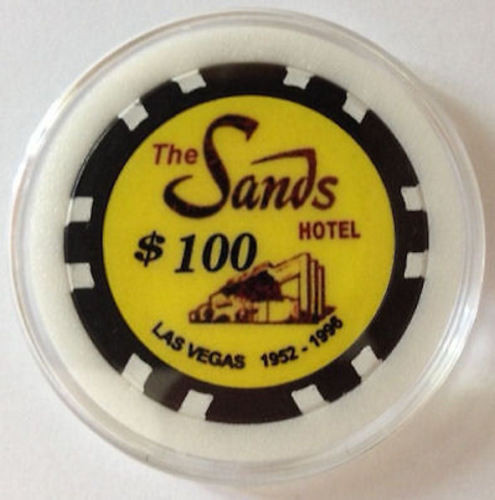 The
Sands
HOTEL
$ 100
LAS VEGAS 1952 - 1996